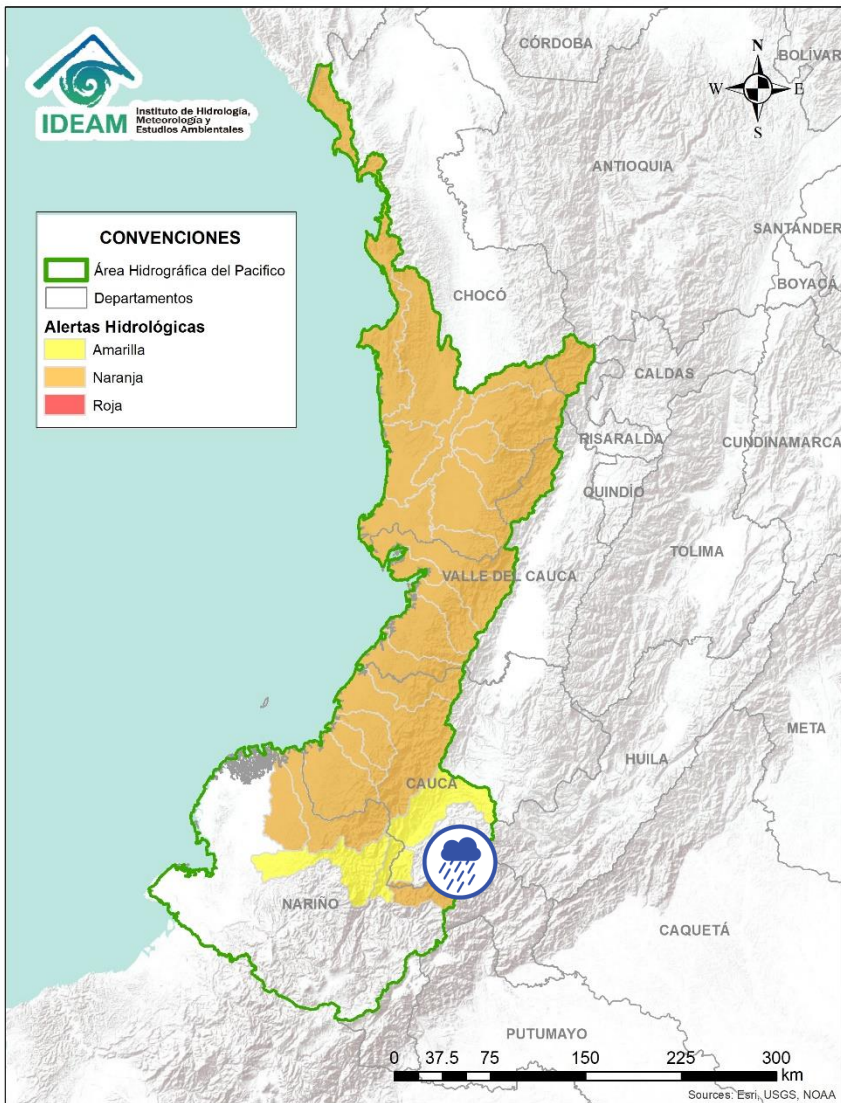 IDEAM
Instituto de Hidrología,
Meteorología y
Estudios Ambientales
CÓRDOBA
BOLÍVAR
N
W
E
S
ANTIOQUIA
SANTANDER
BOYACÁ
CONVENCIONES
Área Hidrográfica del Pacifico
Departamentos
Alertas Hidrológicas
Amarilla
Naranja
Roja
CHOCÓ
CALDAS
RISARALDA
CUNDINAMARCA
QUINDÍO
TOLIMA
VALLE DEL CAUCA
META
HUILA
CAUCA
NARIÑO
CAQUETÁ
PUTUMAYO
0 37.5 75 150 225 300
km
Sources: Esri, USGS, NOAA